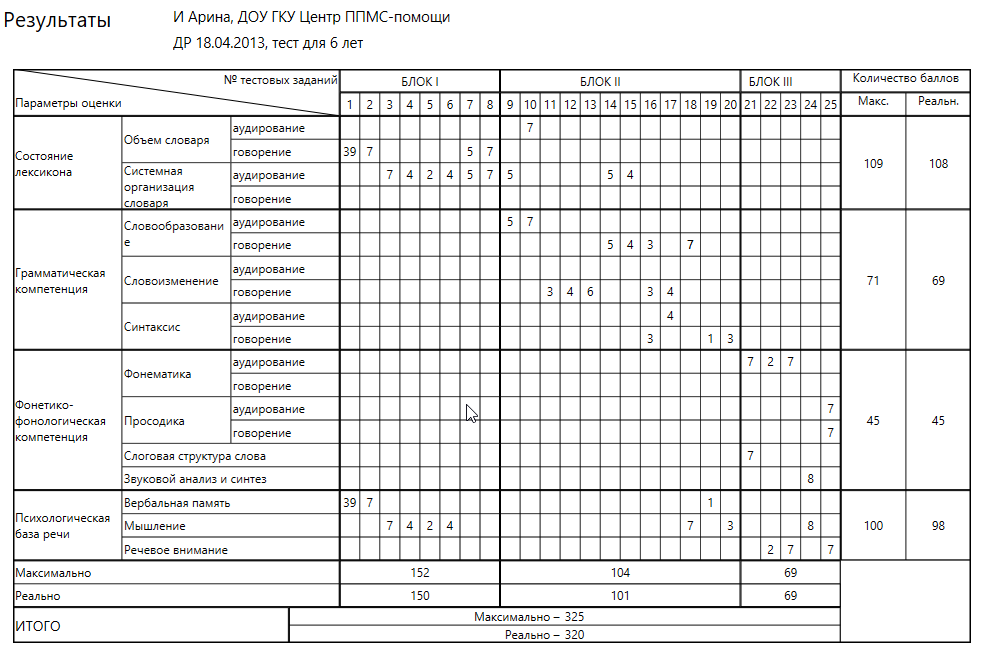 Результаты
И Арина, ДОУ ГКУ Центр ППМС-помощи
ДР 18.04.2013, тест для 6 лет
№ тестовых заданий БЛОК I БЛОК II БЛОК III Количество баллов
Параметры оценки 1 2 3 4 5 6 7 8 9 10 11 12 13 14 15 16 17 18 19 20 21 22 23 24 25 Макс. Реальн.
Состояние
лексикона
Объем словаря
аудирование 7
говорение 39 7 5 7
Системная
организация
словаря
аудирование 7 4 2 4 5 7 5 5 4
говорение
109 108
Грамматическая
компетенция
Словообразовани
е
аудирование 5 7
говорение 5 4 3 7
Словоизменение
аудирование
говорение 3 4 6 3 4
Синтаксис
аудирование 4
говорение 3 1 3
71 69
Фонетико-
фонологическая
компетенция
Фонематика
аудирование 7 2 7
говорение
Просодика
аудирование 7
говорение 7
Слоговая структура слова 7
Звуковой анализ и синтез 8
45 45
Психологическая
база речи
Вербальная память 39 7 1
Мышление 7 4 2 4 7 3 8
Речевое внимание 2 7 7
100 98
Максимально 152 104 69
Реально 150 101 69
ИТОГО
Максимально – 325
Реально – 320